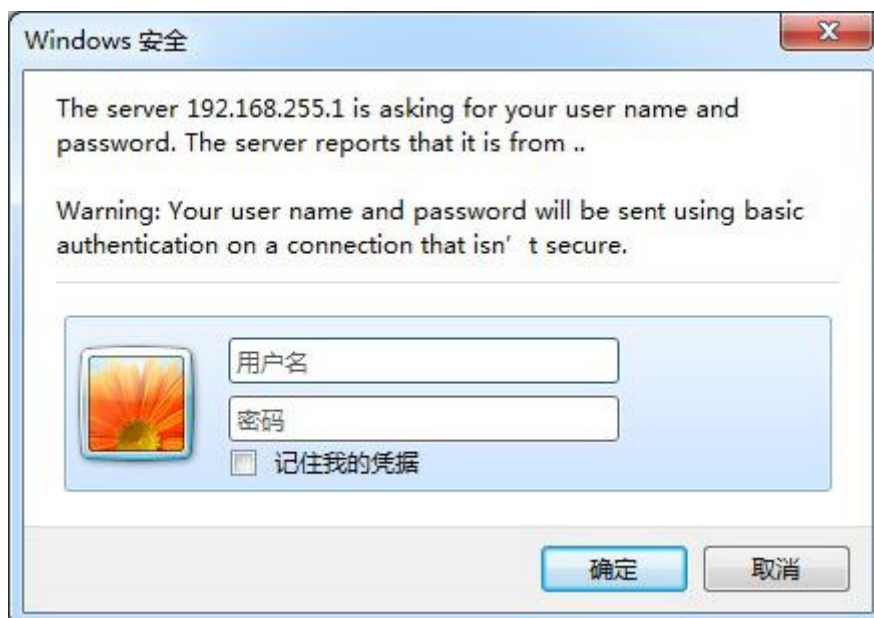 Windows 安全
The server 192.168.255.1 is asking for your user name and
password. The server reports that it is from ..
Warning: Your user name and password will be sent using basic
authentication on a connection that isn’ t secure.
用户名
密码
记住我的凭据
确定
取消